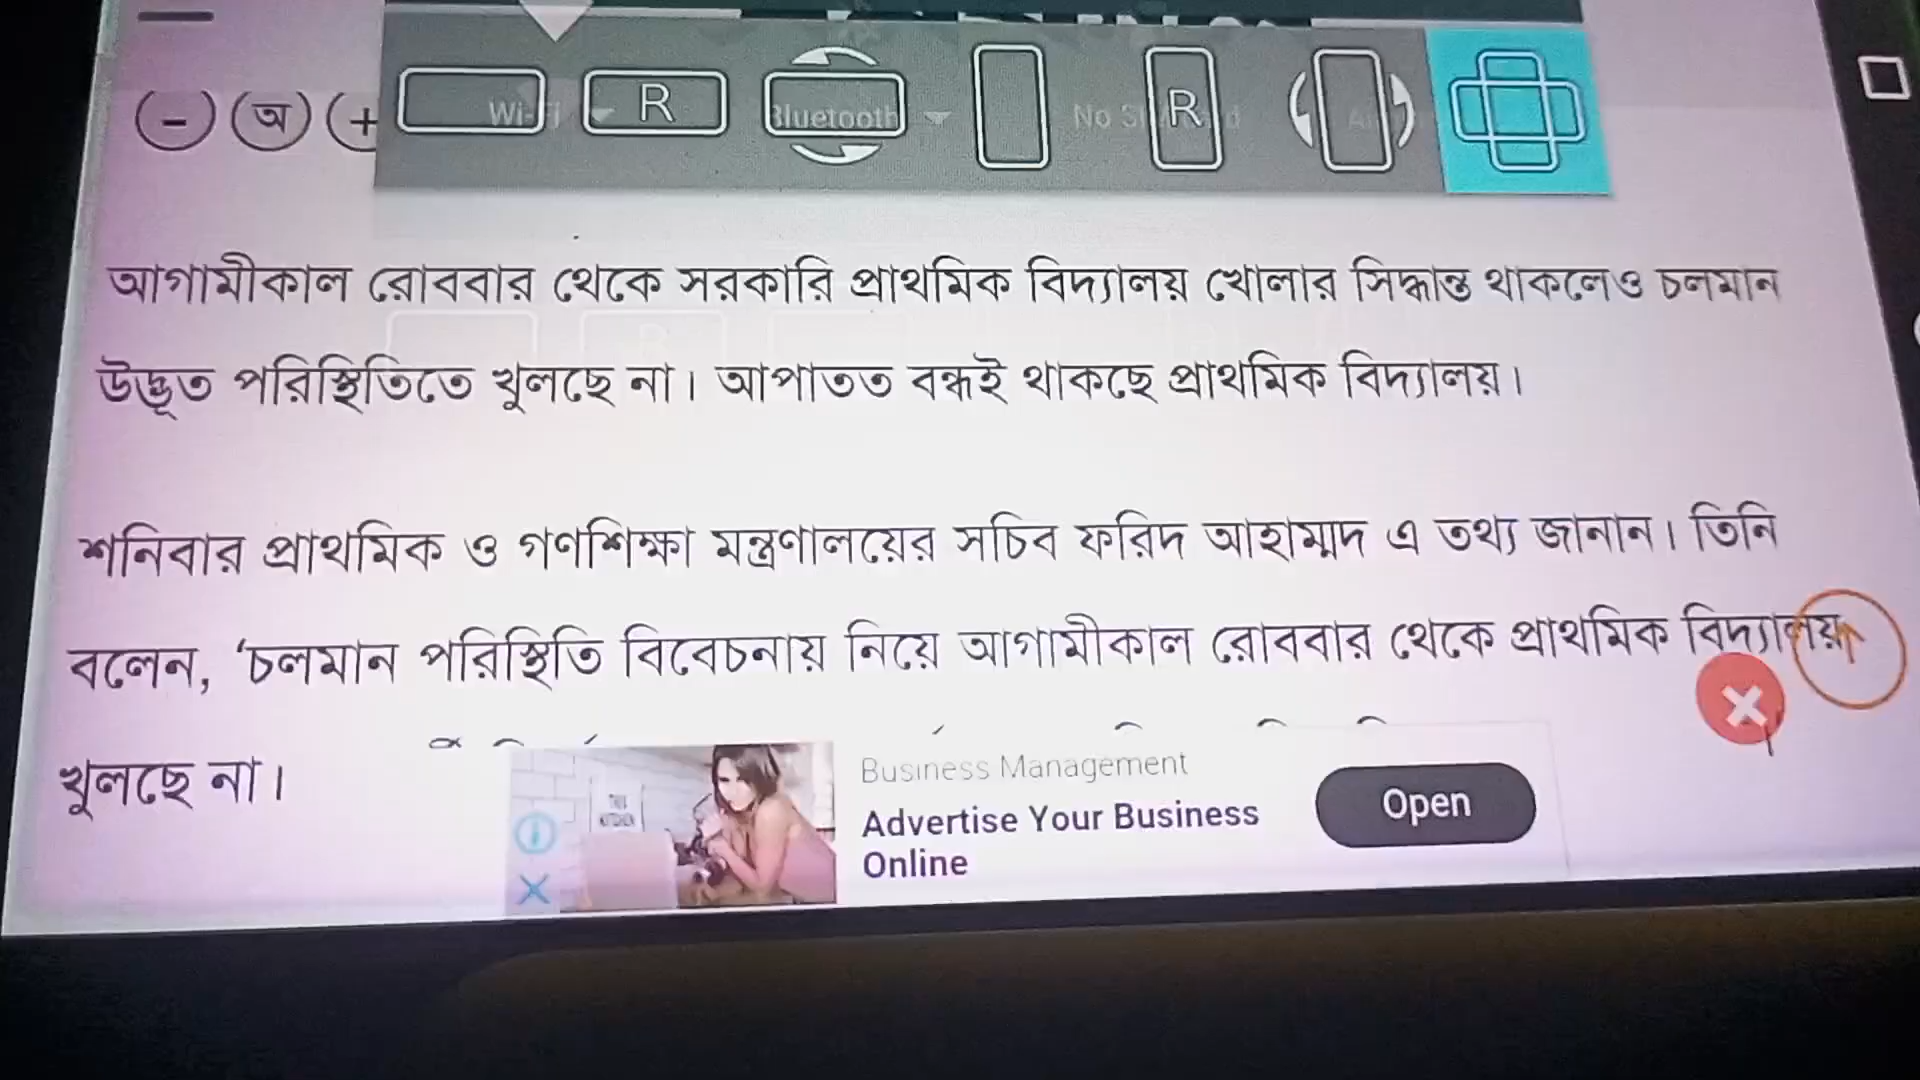 - অ +
Wi-Fi R Bluetooth R
আগামীকাল রোববার থেকে সরকারি প্রাথমিক বিদ্যালয় খোলার সিদ্ধান্ত থাকলেও চলমান
উদ্ভূত পরিস্থিতিতে খুলছে না। আপাতত বন্ধই থাকছে প্রাথমিক বিদ্যালয়।
শনিবার প্রাথমিক ও গণশিক্ষা মন্ত্রণালয়ের সচিব ফরিদ আহাম্মদ এ তথ্য জানান। তিনি
বলেন, ‘চলমান পরিস্থিতি বিবেচনায় নিয়ে আগামীকাল রোববার থেকে প্রাথমিক বিদ্যালয়
খুলছে না।
Business Management
Advertise Your Business
Online
Open